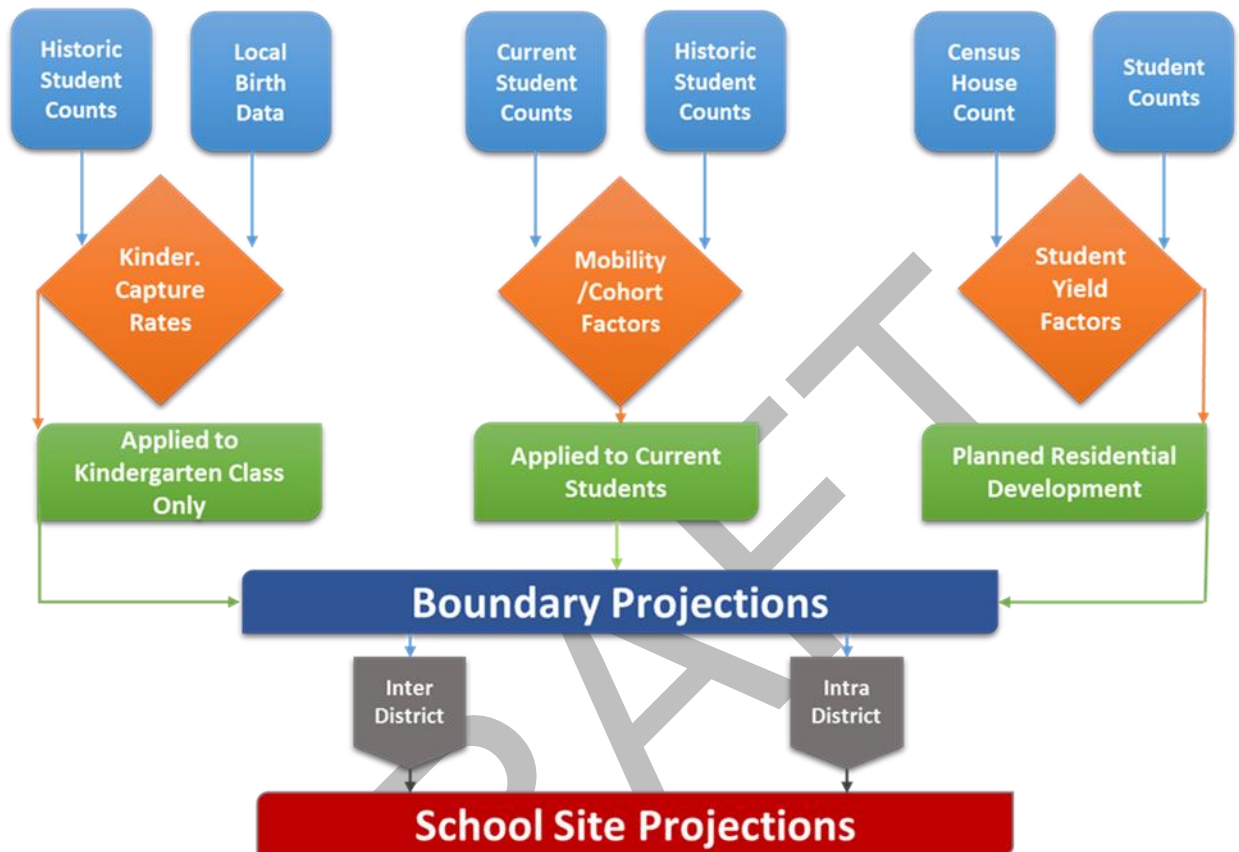 Historic
Student
Counts
Local
Birth
Data
Current
Student
Counts
Historic
Student
Counts
Census
House
Count
Student
Counts
Kinder.
Capture
Rates
Mobility
/Cohort
Factors
Student
Yield
Factors
Applied to
Kindergarten Class
Only
Applied to Current
Students
Planned Residential
Development
Boundary Projections
Inter
District
Intra
District
School Site Projections
DRAFT